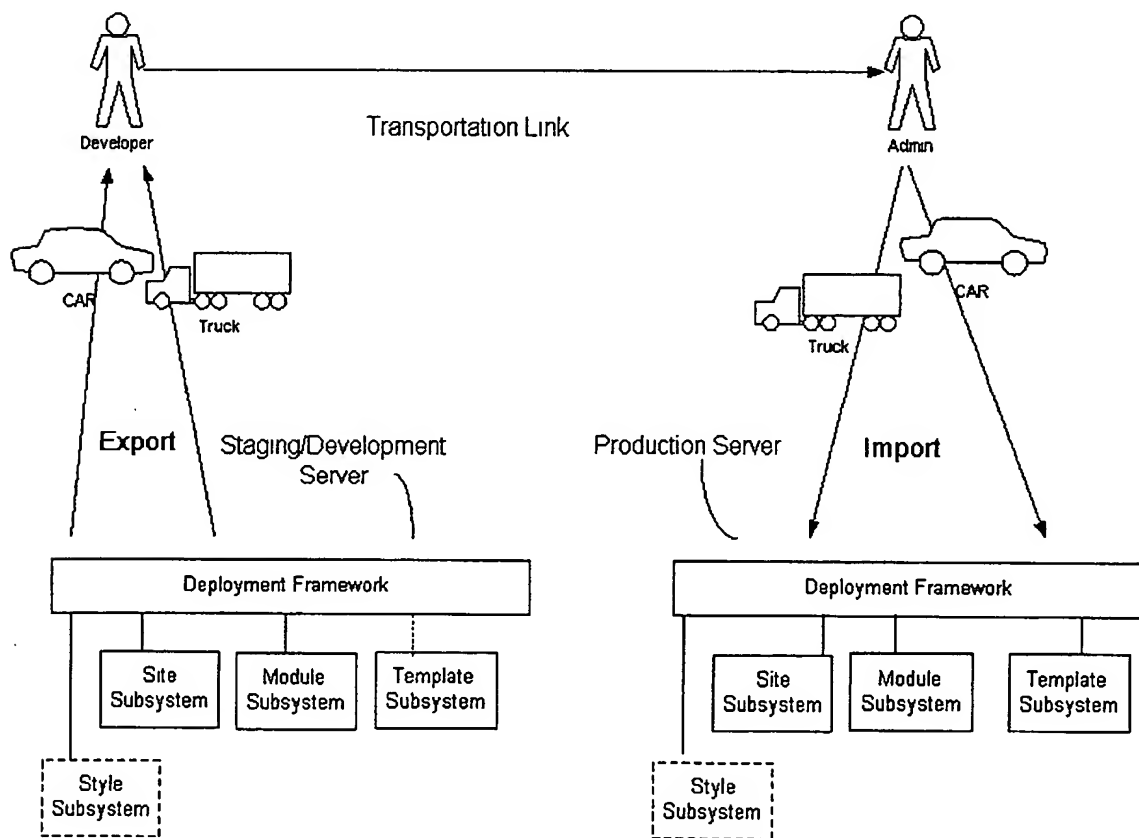 Developer
Admin
Transportation Link
CAR
Truck
CAR
Truck
Export
Staging/Development
Server
Production Server
Import
Deployment Framework
Site
Subsystem
Module
Subsystem
Template
Subsystem
Style
Subsystem
Deployment Framework
Site
Subsystem
Module
Subsystem
Template
Subsystem
Style
Subsystem